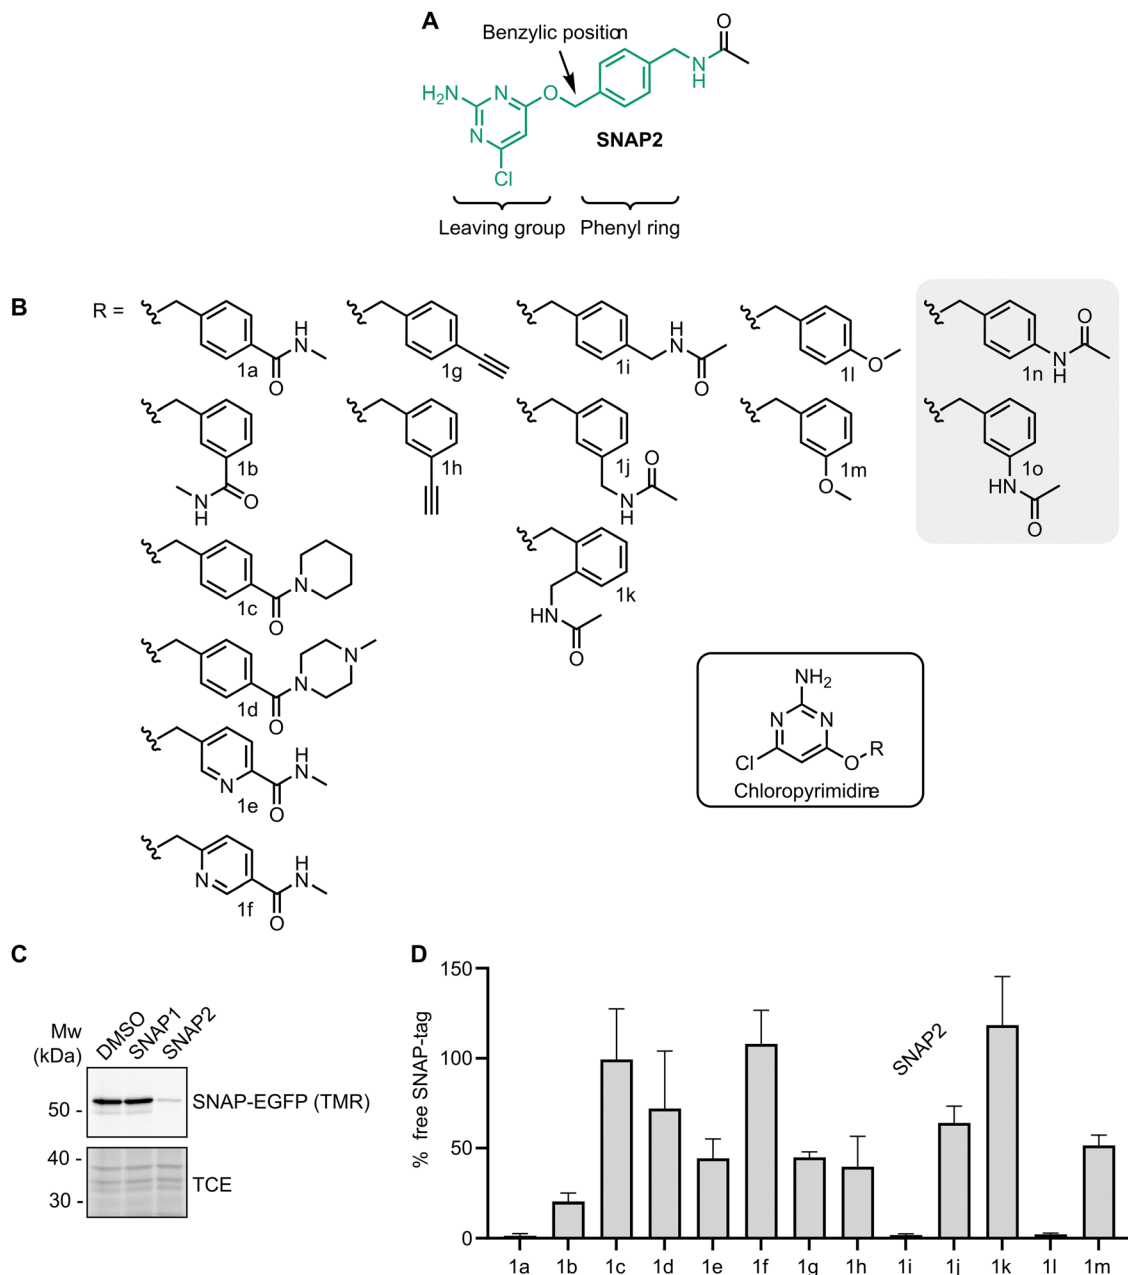 A
Benzylic position
O
N
H
H₂N
N
O
N
Cl
SNAP2
Leaving group
Phenyl ring
B
R =
H
N
O
1a
1g
1i
H
N
O
1l
O
1n
N
H
O
1b
N
H
O
1h
1j
O
N
H
1m
O
1o
HN
O
1c
N
O
1k
HN
O
1d
N
N
O
NH₂
N
N
Cl
O
R
Chloropyrimidine
1e
N
H
N
O
1f
N
H
N
O
C
Mw
(kDa)
DMSO
SNAP1
SNAP2
50 -
SNAP-EGFP (TMR)
40 -
30 -
TCE
D
% free SNAP-tag
150
100
50
0
SNAP2
1a 1b 1c 1d 1e 1f 1g 1h 1i 1j 1k 1l 1m